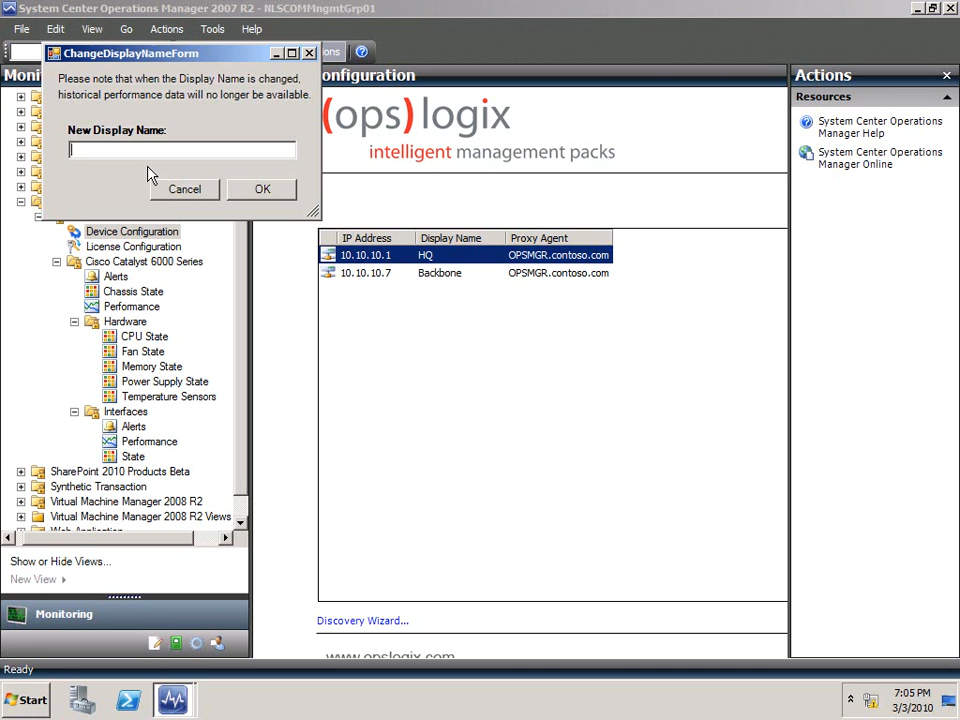 System Center Operations Manager 2007 R2 - NLSCOMMngmtGrp01
File Edit View Go Actions Tools Help
ChangeDisplayNameForm
Please note that when the Display Name is changed,
historical performance data will no longer be available.
New Display Name:
Cancel OK
Device Configuration
License Configuration
Cisco Catalyst 6000 Series
Alerts
Chassis State
Performance
Hardware
CPU State
Fan State
Memory State
Power Supply State
Temperature Sensors
Interfaces
Alerts
Performance
State
SharePoint 2010 Products Beta
Synthetic Transaction
Virtual Machine Manager 2008 R2
Virtual Machine Manager 2008 R2 Views
Show or Hide Views...
New View
Monitoring
onfiguration
(ops)logix
intelligent management packs
IP Address Display Name Proxy Agent
10.10.10.1 HQ OPSMGR.contoso.com
10.10.10.7 Backbone OPSMGR.contoso.com
Discovery Wizard...
www.opslogix.com
Actions
Resources
System Center Operations
Manager Help
System Center Operations
Manager Online
Ready
Start
7:05 PM
3/3/2010